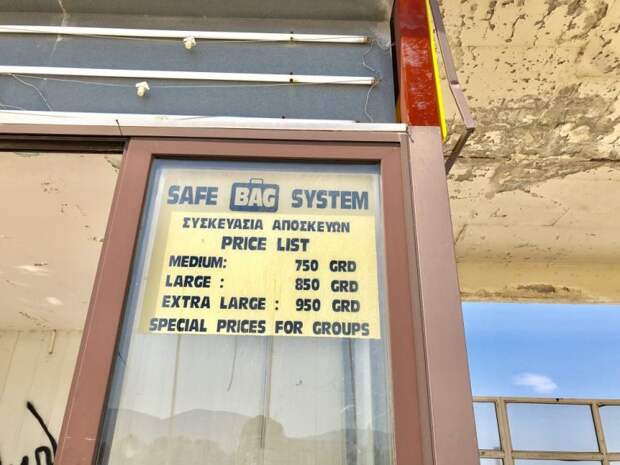 SAFE BAG SYSTEM
ΣΥΣΚΕΥΑΣΙΑ ΑΠΟΣΚΕΥΩΝ
PRICE LIST
MEDIUM: 750 GRD
LARGE : 850 GRD
EXTRA LARGE : 950 GRD
SPECIAL PRICES FOR GROUPS